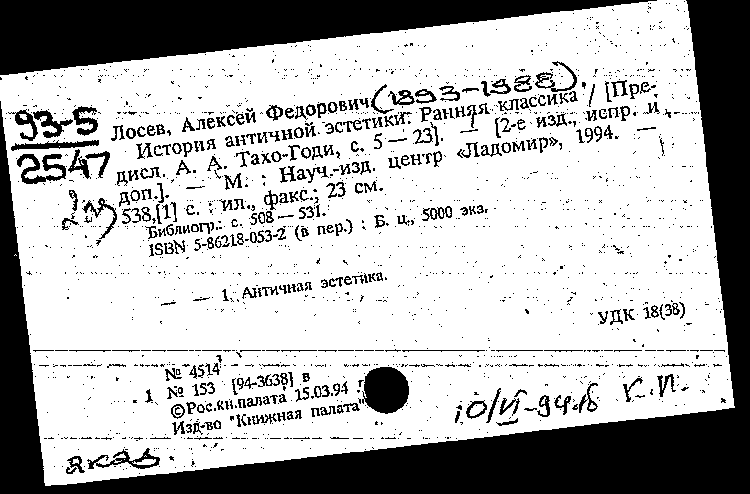 93-5
2547
Лосев, Алексей Федорович (1893-1988).
История античной эстетики. Ранняя классика / [Пре-
дисл. А. А. Тахо-Годи, с. 5 — 23]. — [2-е изд., испр. и
доп.]. — М. : Науч.-изд. центр «Ладомир», 1994. —
538,[1] с. : ил., факс.; 23 см.
Библиогр.: с. 508 — 531.
ISBN 5-86218-053-2 (в пер.) : Б. ц., 5000 экз.
— — 1. Античная эстетика.
УДК 18(38)
№ 4514
1 № 153 [94-3638] в
©Рос.кн.палата 15.03.94 г
Изд-во "Книжная палата"
10/VI-94
К.И.
2каэ.